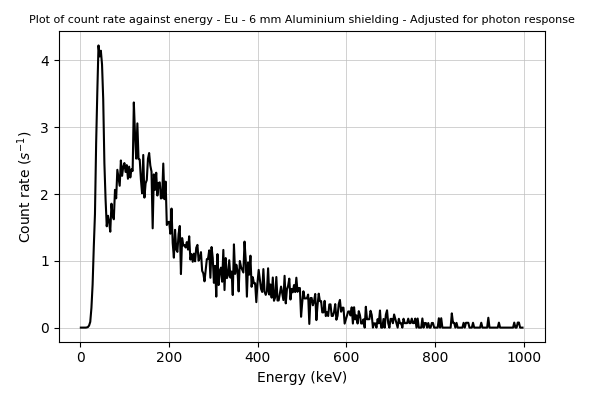 Plot of count rate against energy - Eu - 6 mm Aluminium shielding - Adjusted for photon response
Count rate (s⁻¹)
4
3
2
1
0
0 200 400 600 800 1000
Energy (keV)